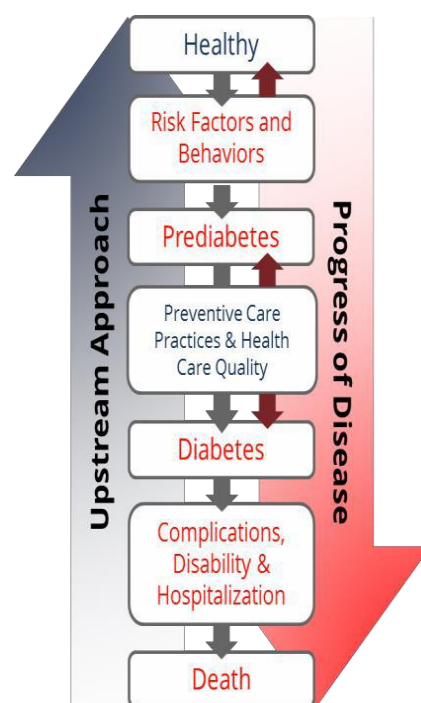 Healthy
Risk Factors and
Behaviors
Prediabetes
Preventive Care
Practices & Health
Care Quality
Diabetes
Complications,
Disability &
Hospitalization
Death
Upstream Approach
Progress of Disease